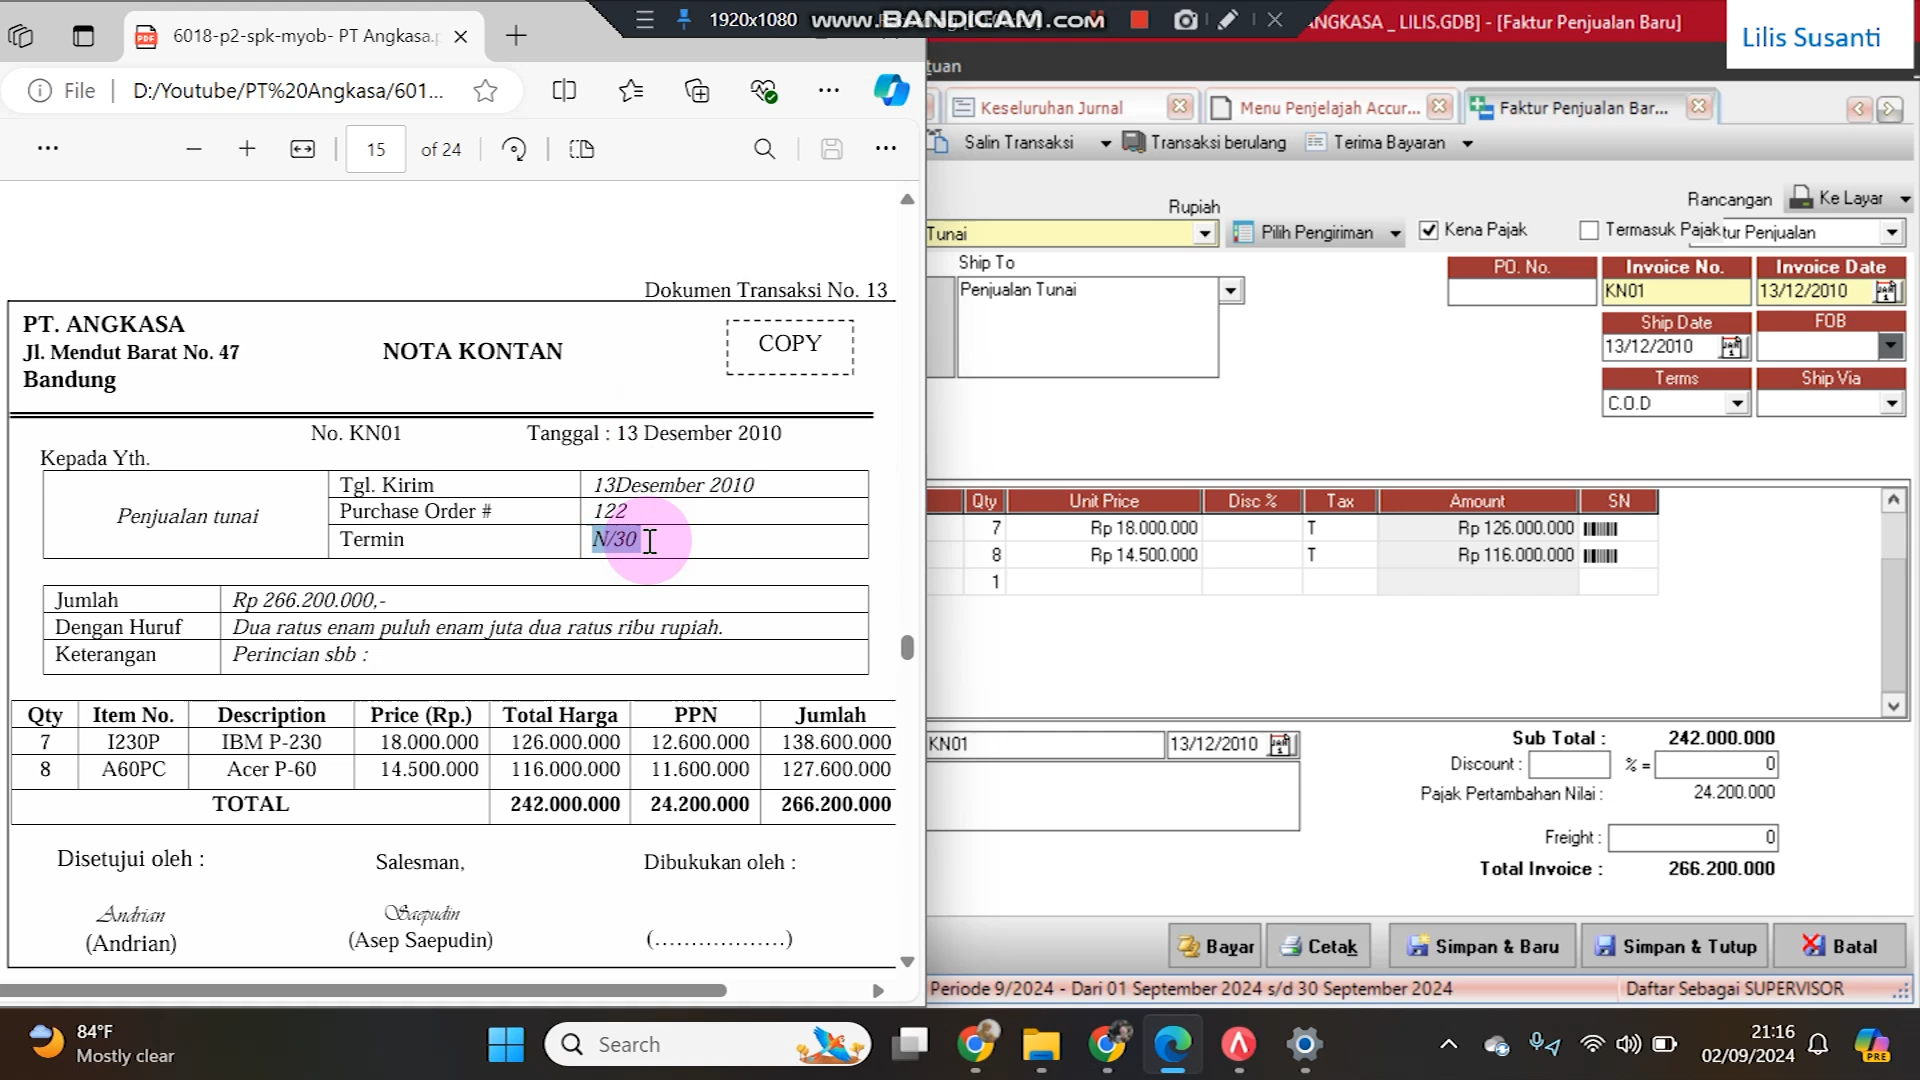 6018-p2-spk-myob- PT Angkasa.p
1920x1080
www.BANDICAM.com
ANGKASA _ LILIS.GDB] - [Faktur Penjualan Baru]
Lilis Susanti
File
D:/Youtube/PT%20Angkasa/601...
tuan
Keseluruhan Jurnal
Menu Penjelajah Accur...
Faktur Penjualan Bar...
15
of 24
Salin Transaksi
Transaksi berulang
Terima Bayaran
Rupiah
Rancangan
Ke Layar
Tunai
Pilih Pengiriman
Kena Pajak
Termasuk Pajak
tur Penjualan
Ship To
Penjualan Tunai
PO. No.
Invoice No.
Invoice Date
KN01
13/12/2010
Ship Date
FOB
13/12/2010
Terms
Ship Via
C.O.D
Dokumen Transaksi No. 13
PT. ANGKASA
Jl. Mendut Barat No. 47
Bandung
NOTA KONTAN
COPY
No. KN01
Tanggal : 13 Desember 2010
Kepada Yth.
Penjualan tunai
Tgl. Kirim
13Desember 2010
Purchase Order #
122
Termin
N/30
Jumlah
Rp 266.200.000,-
Dengan Huruf
Dua ratus enam puluh enam juta dua ratus ribu rupiah.
Keterangan
Perincian sbb :
Qty Item No. Description Price (Rp.) Total Harga PPN Jumlah
7 I230P IBM P-230 18.000.000 126.000.000 12.600.000 138.600.000
8 A60PC Acer P-60 14.500.000 116.000.000 11.600.000 127.600.000
TOTAL 242.000.000 24.200.000 266.200.000
Disetujui oleh :
Salesman,
Dibukukan oleh :
Andrian
Saepudin
(Andrian)
(Asep Saepudin)
(..................)
Qty Unit Price Disc % Tax Amount SN
7 Rp 18.000.000 T Rp 126.000.000
8 Rp 14.500.000 T Rp 116.000.000
1
KN01
13/12/2010
Sub Total : 242.000.000
Discount : % = 0
Pajak Pertambahan Nilai : 24.200.000
Freight : 0
Total Invoice : 266.200.000
Bayar
Cetak
Simpan & Baru
Simpan & Tutup
Batal
Periode 9/2024 - Dari 01 September 2024 s/d 30 September 2024
Daftar Sebagai SUPERVISOR
84°F
Mostly clear
Search
21:16
02/09/2024
PRE